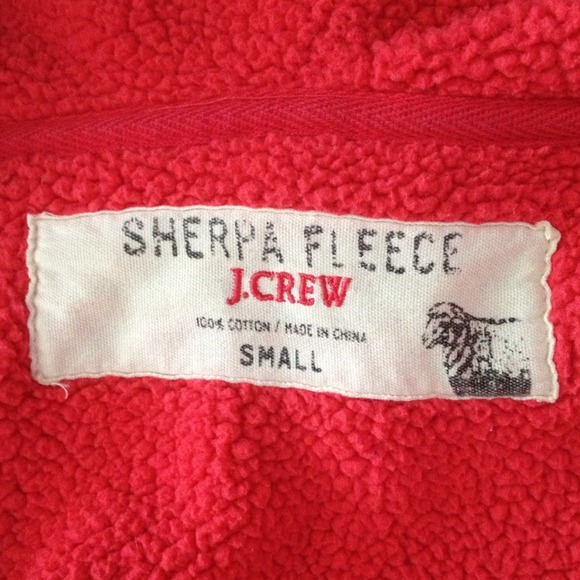 SHERPA FLEECE
J.CREW
100% COTTON / MADE IN CHINA
SMALL